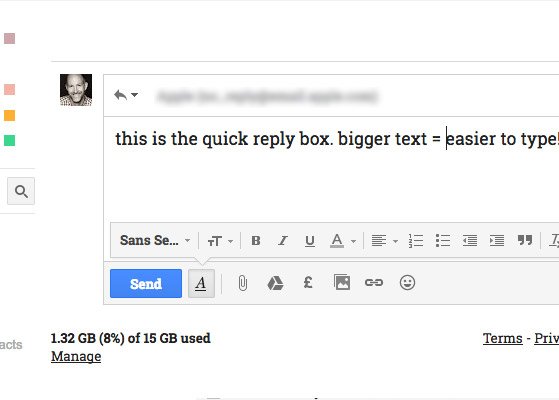 this is the quick reply box. bigger text = easier to type!
Sans Se...
Send
1.32 GB (8%) of 15 GB used
Terms - Priv
acts
Manage